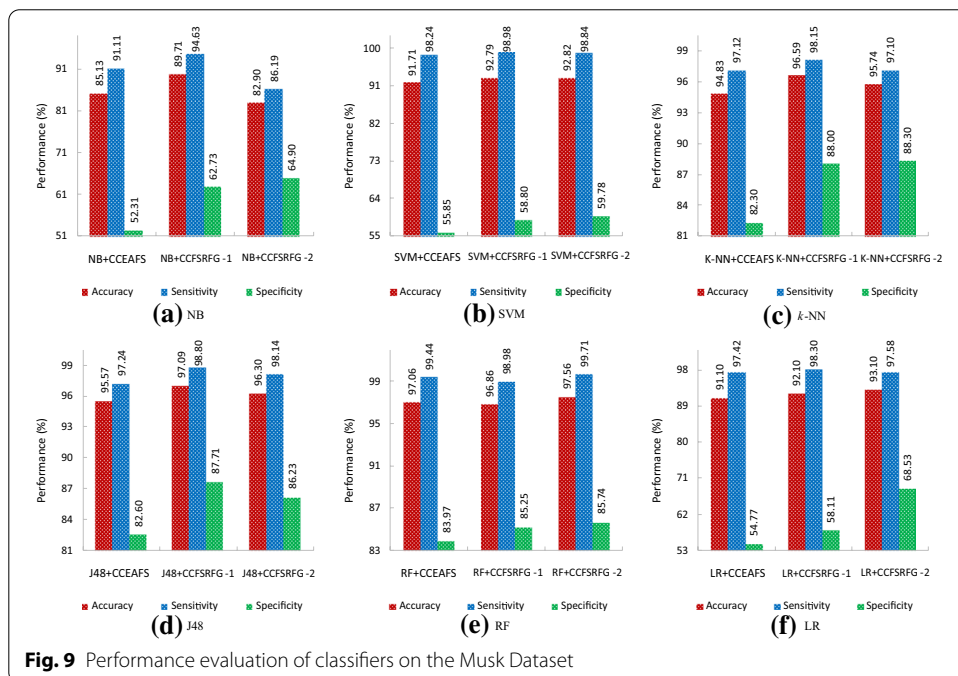 Performance (%)
91
81
71
61
51
85.13 91.11 52.31 89.71 94.63 62.73 82.90 86.19 64.90
NB+CCEAFS NB+CCFSRFG -1 NB+CCFSRFG -2
Accuracy Sensitivity Specificity
(a) NB
Performance (%)
100
91
82
73
64
55
91.71 98.24 55.85 92.79 98.98 58.80 92.82 98.84 59.78
SVM+CCEAFS SVM+CCFSRFG -1 SVM+CCFSRFG -2
Accuracy Sensitivity Specificity
(b) SVM
Performance (%)
99
96
93
90
87
84
81
94.83 97.12 82.30 96.59 98.15 88.00 95.74 97.10 88.30
K-NN+CCEAFS K-NN+CCFSRFG -1 K-NN+CCFSRFG -2
Accuracy Sensitivity Specificity
(c) k-NN
Performance (%)
99
96
93
90
87
84
81
95.57 97.24 82.60 97.09 98.80 87.71 96.30 98.14 86.23
J48+CCEAFS J48+CCFSRFG -1 J48+CCFSRFG -2
Accuracy Sensitivity Specificity
(d) J48
Performance (%)
99
95
91
87
83
97.06 99.44 83.97 96.86 98.98 85.25 97.56 99.71 85.74
RF+CCEAFS RF+CCFSRFG -1 RF+CCFSRFG -2
Accuracy Sensitivity Specificity
(e) RF
Performance (%)
98
89
80
71
62
53
91.10 97.42 54.77 92.10 98.30 58.11 93.10 97.58 68.53
LR+CCEAFS LR+CCFSRFG -1 LR+CCFSRFG -2
Accuracy Sensitivity Specificity
(f) LR
Fig. 9 Performance evaluation of classifiers on the Musk Dataset